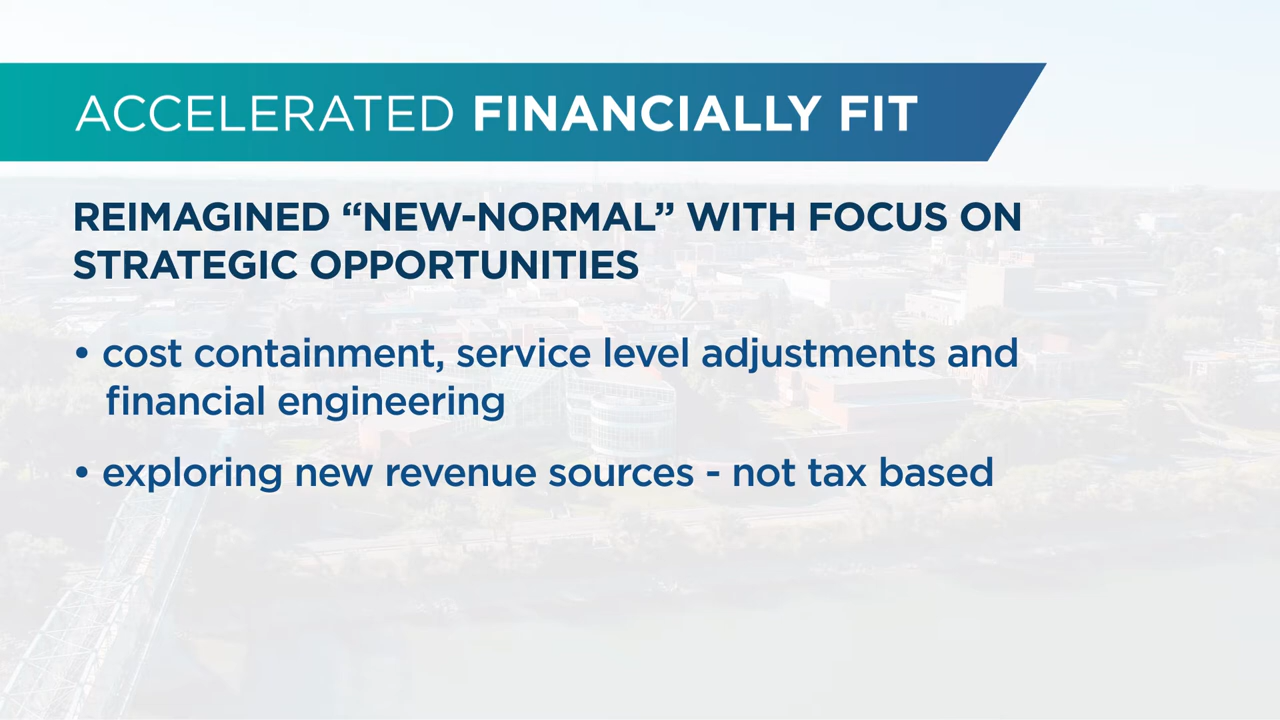 ACCELERATED FINANCIALLY FIT
REIMAGINED “NEW-NORMAL” WITH FOCUS ON
STRATEGIC OPPORTUNITIES
• cost containment, service level adjustments and
financial engineering
• exploring new revenue sources - not tax based